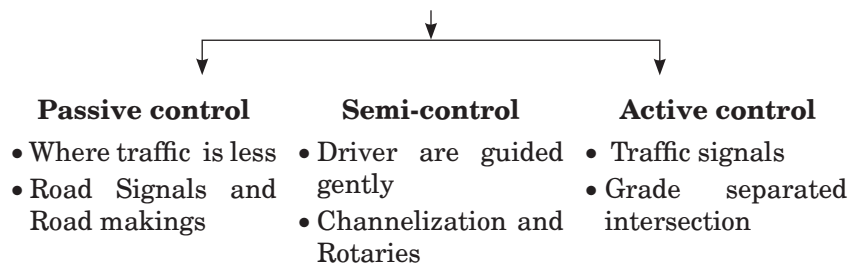 Passive control
• Where traffic is less
• Road Signals and
Road makings
Semi-control
• Driver are guided
gently
• Channelization and
Rotaries
Active control
• Traffic signals
• Grade separated
intersection